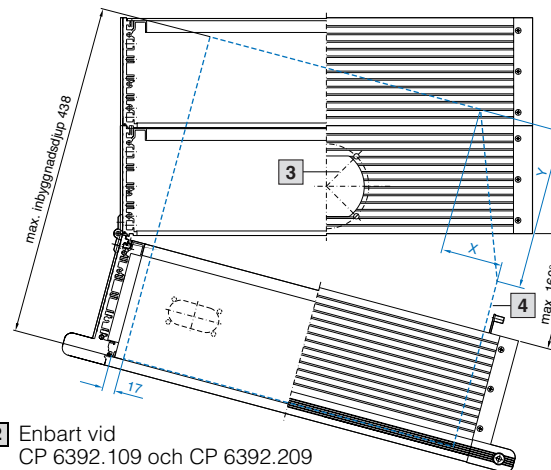 max. inbyggnadsdjup 438
3
Y
X
4
max. 160°
17
2 Enbart vid
CP 6392.109 och CP 6392.209